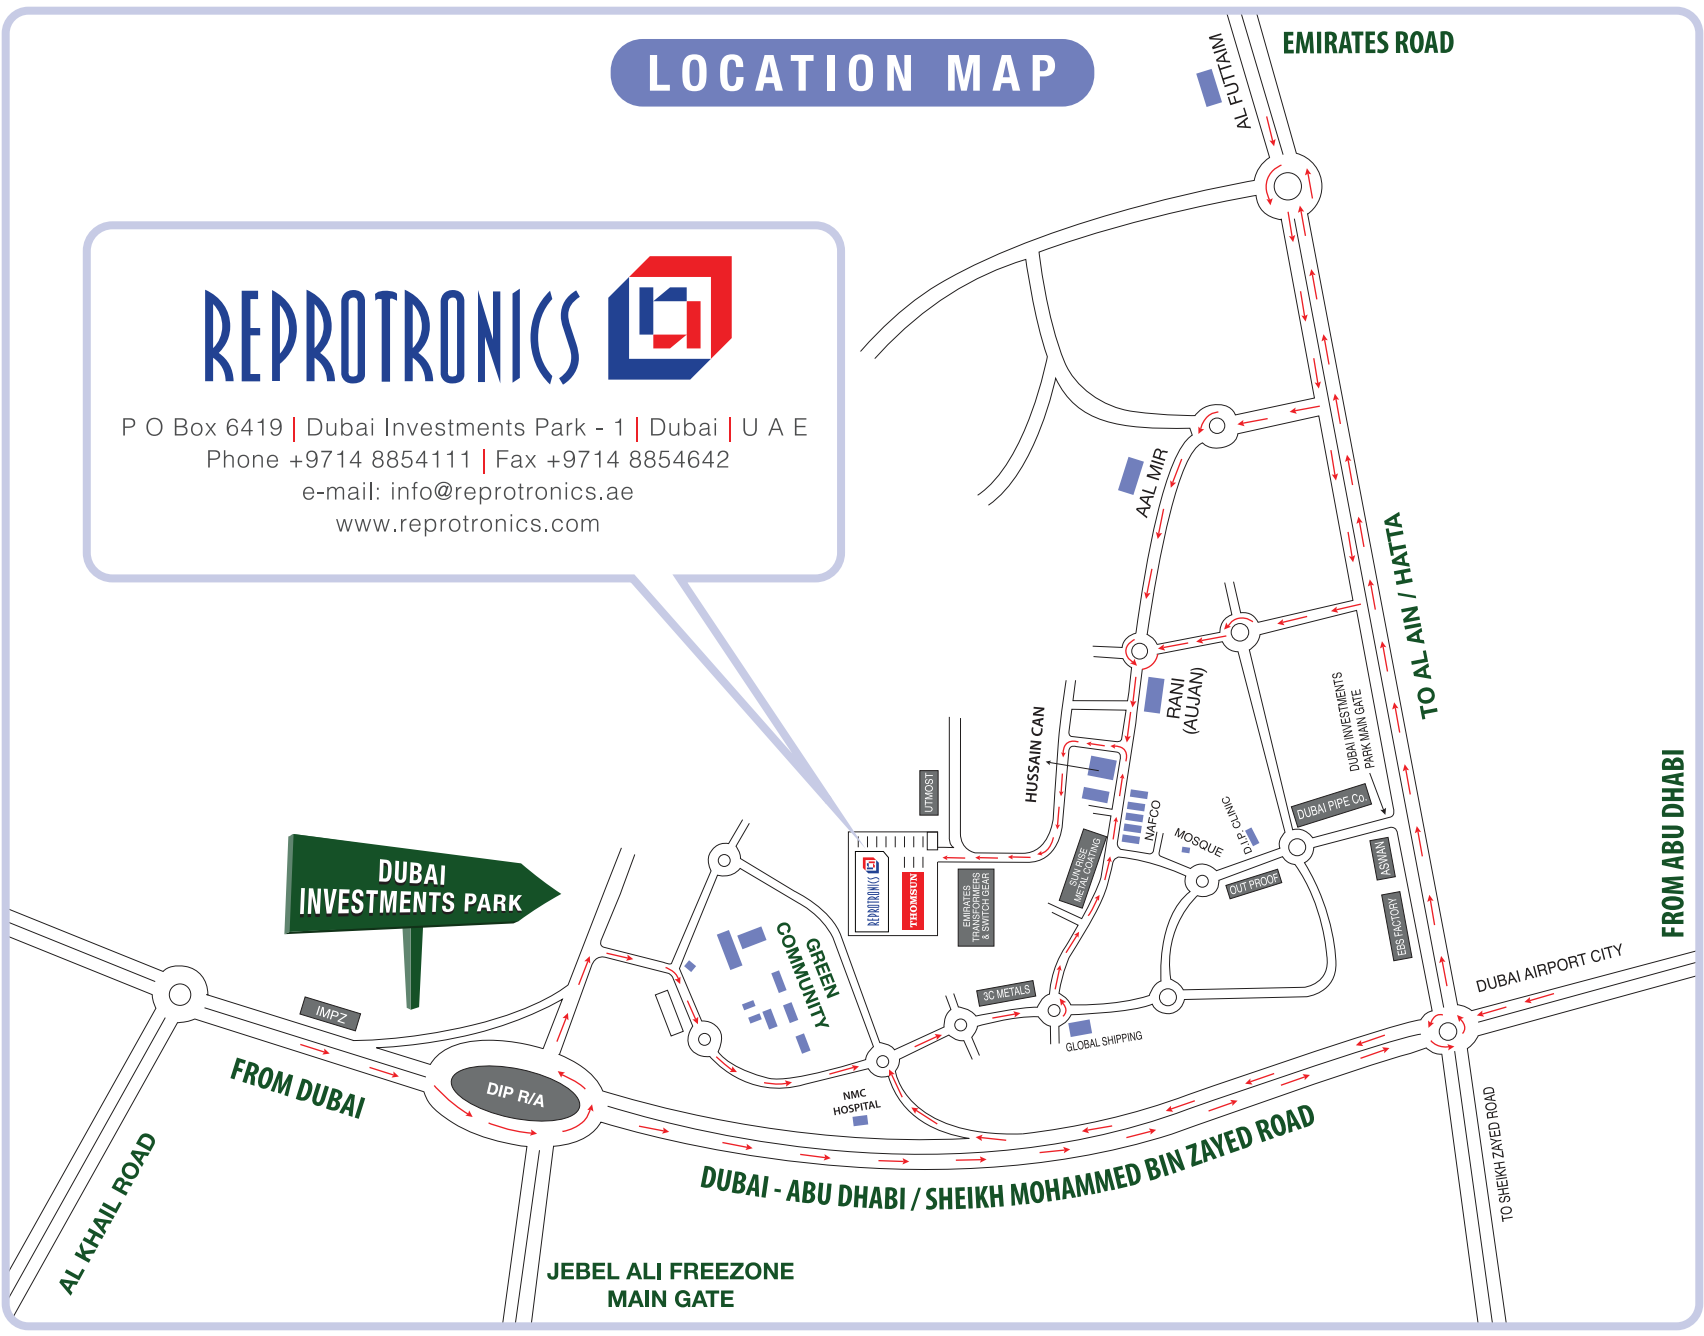 LOCATION MAP
EMIRATES ROAD
AL FUTTAIM
REPROTRONICS
P O Box 6419 | Dubai Investments Park - 1 | Dubai | U A E
Phone +9714 8854111 | Fax +9714 8854642
e-mail: info@reprotronics.ae
www.reprotronics.com
AAL MIR
TO AL AIN / HATTA
RANI
(AUJAN)
HUSSAIN CAN
DUBAI INVESTMENTS
PARK MAIN GATE
FROM ABU DHABI
UTMOST
NAFCO
MOSQUE
D.I.P. CLINIC
DUBAI PIPE Co.
SUN RISE
METAL COATING
ASWAN
OUT PROOF
EBS FACTORY
REPROTRONICS
THOMSUN
EMIRATES
TRANSFORMERS
& SWITCH GEAR
DUBAI
INVESTMENTS PARK
GREEN
COMMUNITY
3C METALS
DUBAI AIRPORT CITY
IMPZ
GLOBAL SHIPPING
FROM DUBAI
DIP R/A
NMC
HOSPITAL
TO SHEIKH ZAYED ROAD
DUBAI - ABU DHABI / SHEIKH MOHAMMED BIN ZAYED ROAD
AL KHAIL ROAD
JEBEL ALI FREEZONE
MAIN GATE